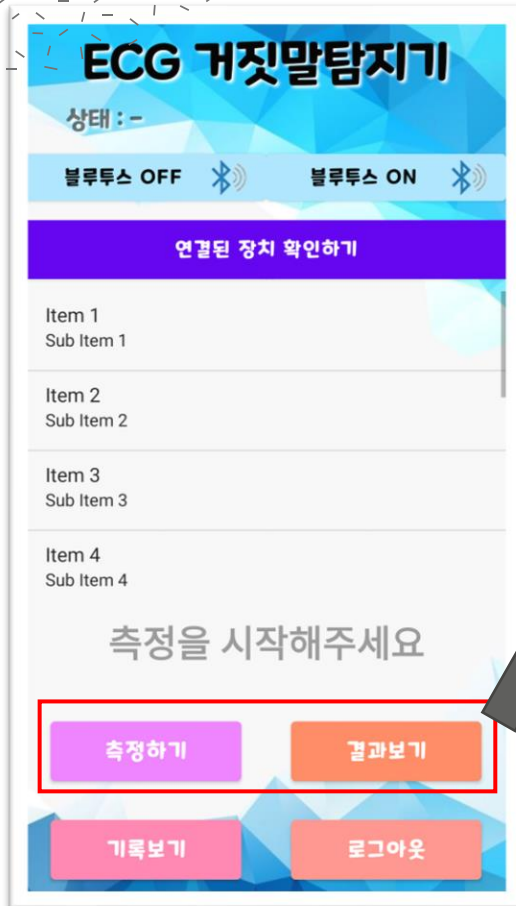 ECG 거짓말탐지기
상태 : -
블루투스 OFF 블루투스 ON
연결된 장치 확인하기
Item 1
Sub Item 1
Item 2
Sub Item 2
Item 3
Sub Item 3
Item 4
Sub Item 4
측정을 시작해주세요
측정하기 결과보기
기록보기 로그아웃